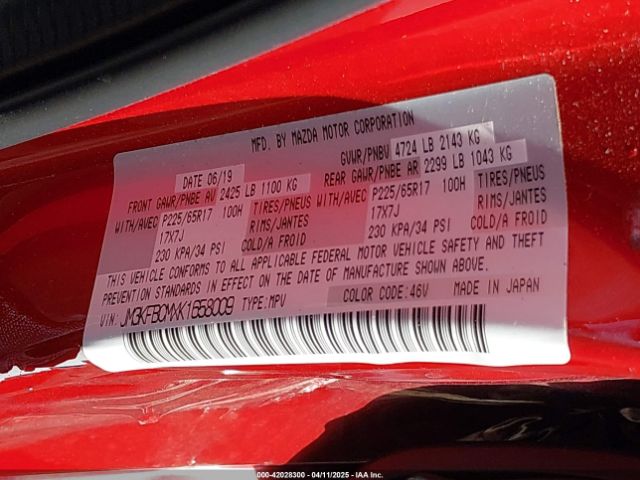 MFD. BY MAZDA MOTOR CORPORATION
DATE 06/19 GVWR/PNBV 4724 LB 2143 KG
FRONT GAWR/PNBE AV 2425 LB 1100 KG REAR GAWR/PNBE AR 2299 LB 1043 KG
WITH/AVEC P225/65R17 100H TIRES/PNEUS WITH/AVEC P225/65R17 100H TIRES/PNEUS
17X7J RIMS/JANTES 17X7J RIMS/JANTES
230 KPA/34 PSI COLD/A FROID 230 KPA/34 PSI COLD/A FROID
THIS VEHICLE CONFORMS TO ALL APPLICABLE FEDERAL MOTOR VEHICLE SAFETY AND THEFT
PREVENTION STANDARDS IN EFFECT ON THE DATE OF MANUFACTURE SHOWN ABOVE.
VIN: JM3KFBCMXK1658009 TYPE: MPV COLOR CODE: 46V MADE IN JAPAN
000-42028300 - 04/11/2025 - IAA Inc.